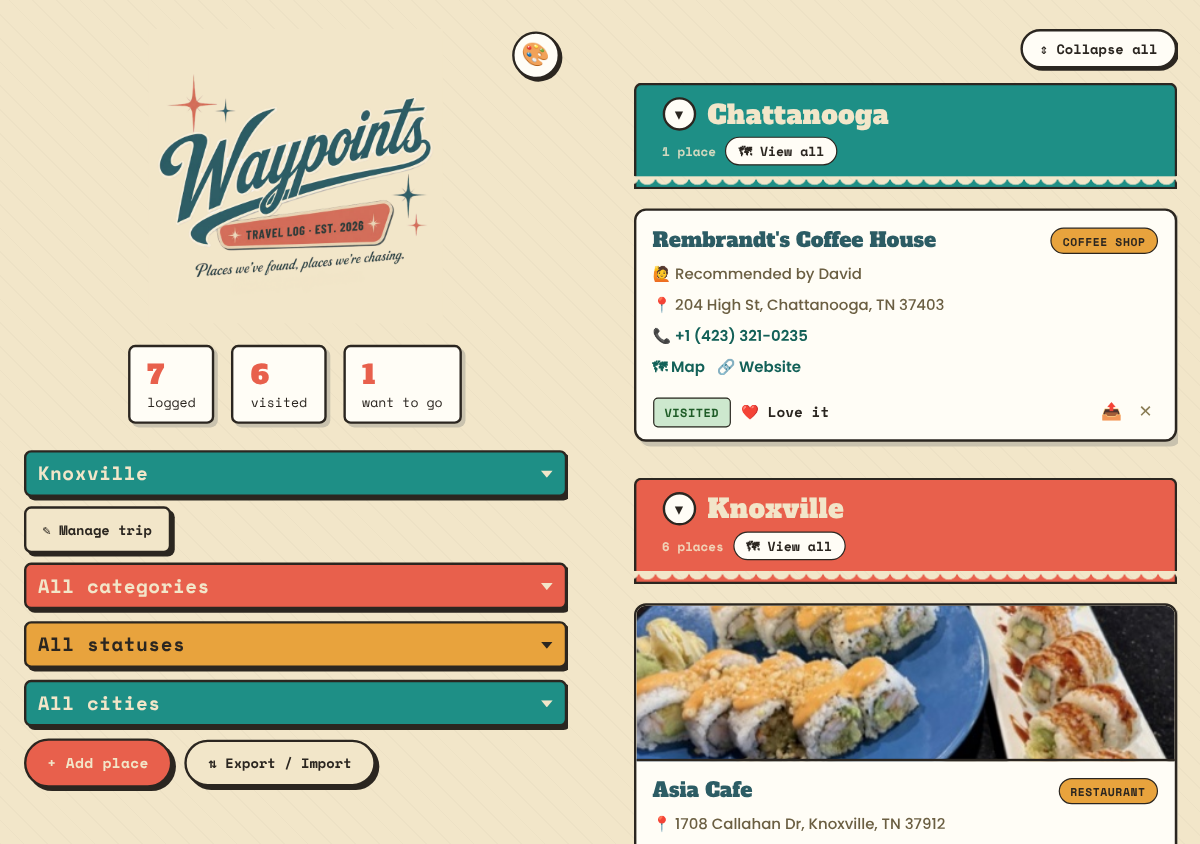 Waypoints
TRAVEL LOG · EST. 2026
Places we've found, places we're chasing.
7
logged
6
visited
1
want to go
Knoxville
✎ Manage trip
All categories
All statuses
All cities
+ Add place
⇅ Export / Import
⇕ Collapse all
▼ Chattanooga
1 place 🗺 View all
Rembrandt's Coffee House
COFFEE SHOP
🙋 Recommended by David
📍 204 High St, Chattanooga, TN 37403
📞 +1 (423) 321-0235
🗺 Map 🔗 Website
VISITED ❤️ Love it 📤 ✕
▼ Knoxville
6 places 🗺 View all
Asia Cafe
RESTAURANT
📍 1708 Callahan Dr, Knoxville, TN 37912